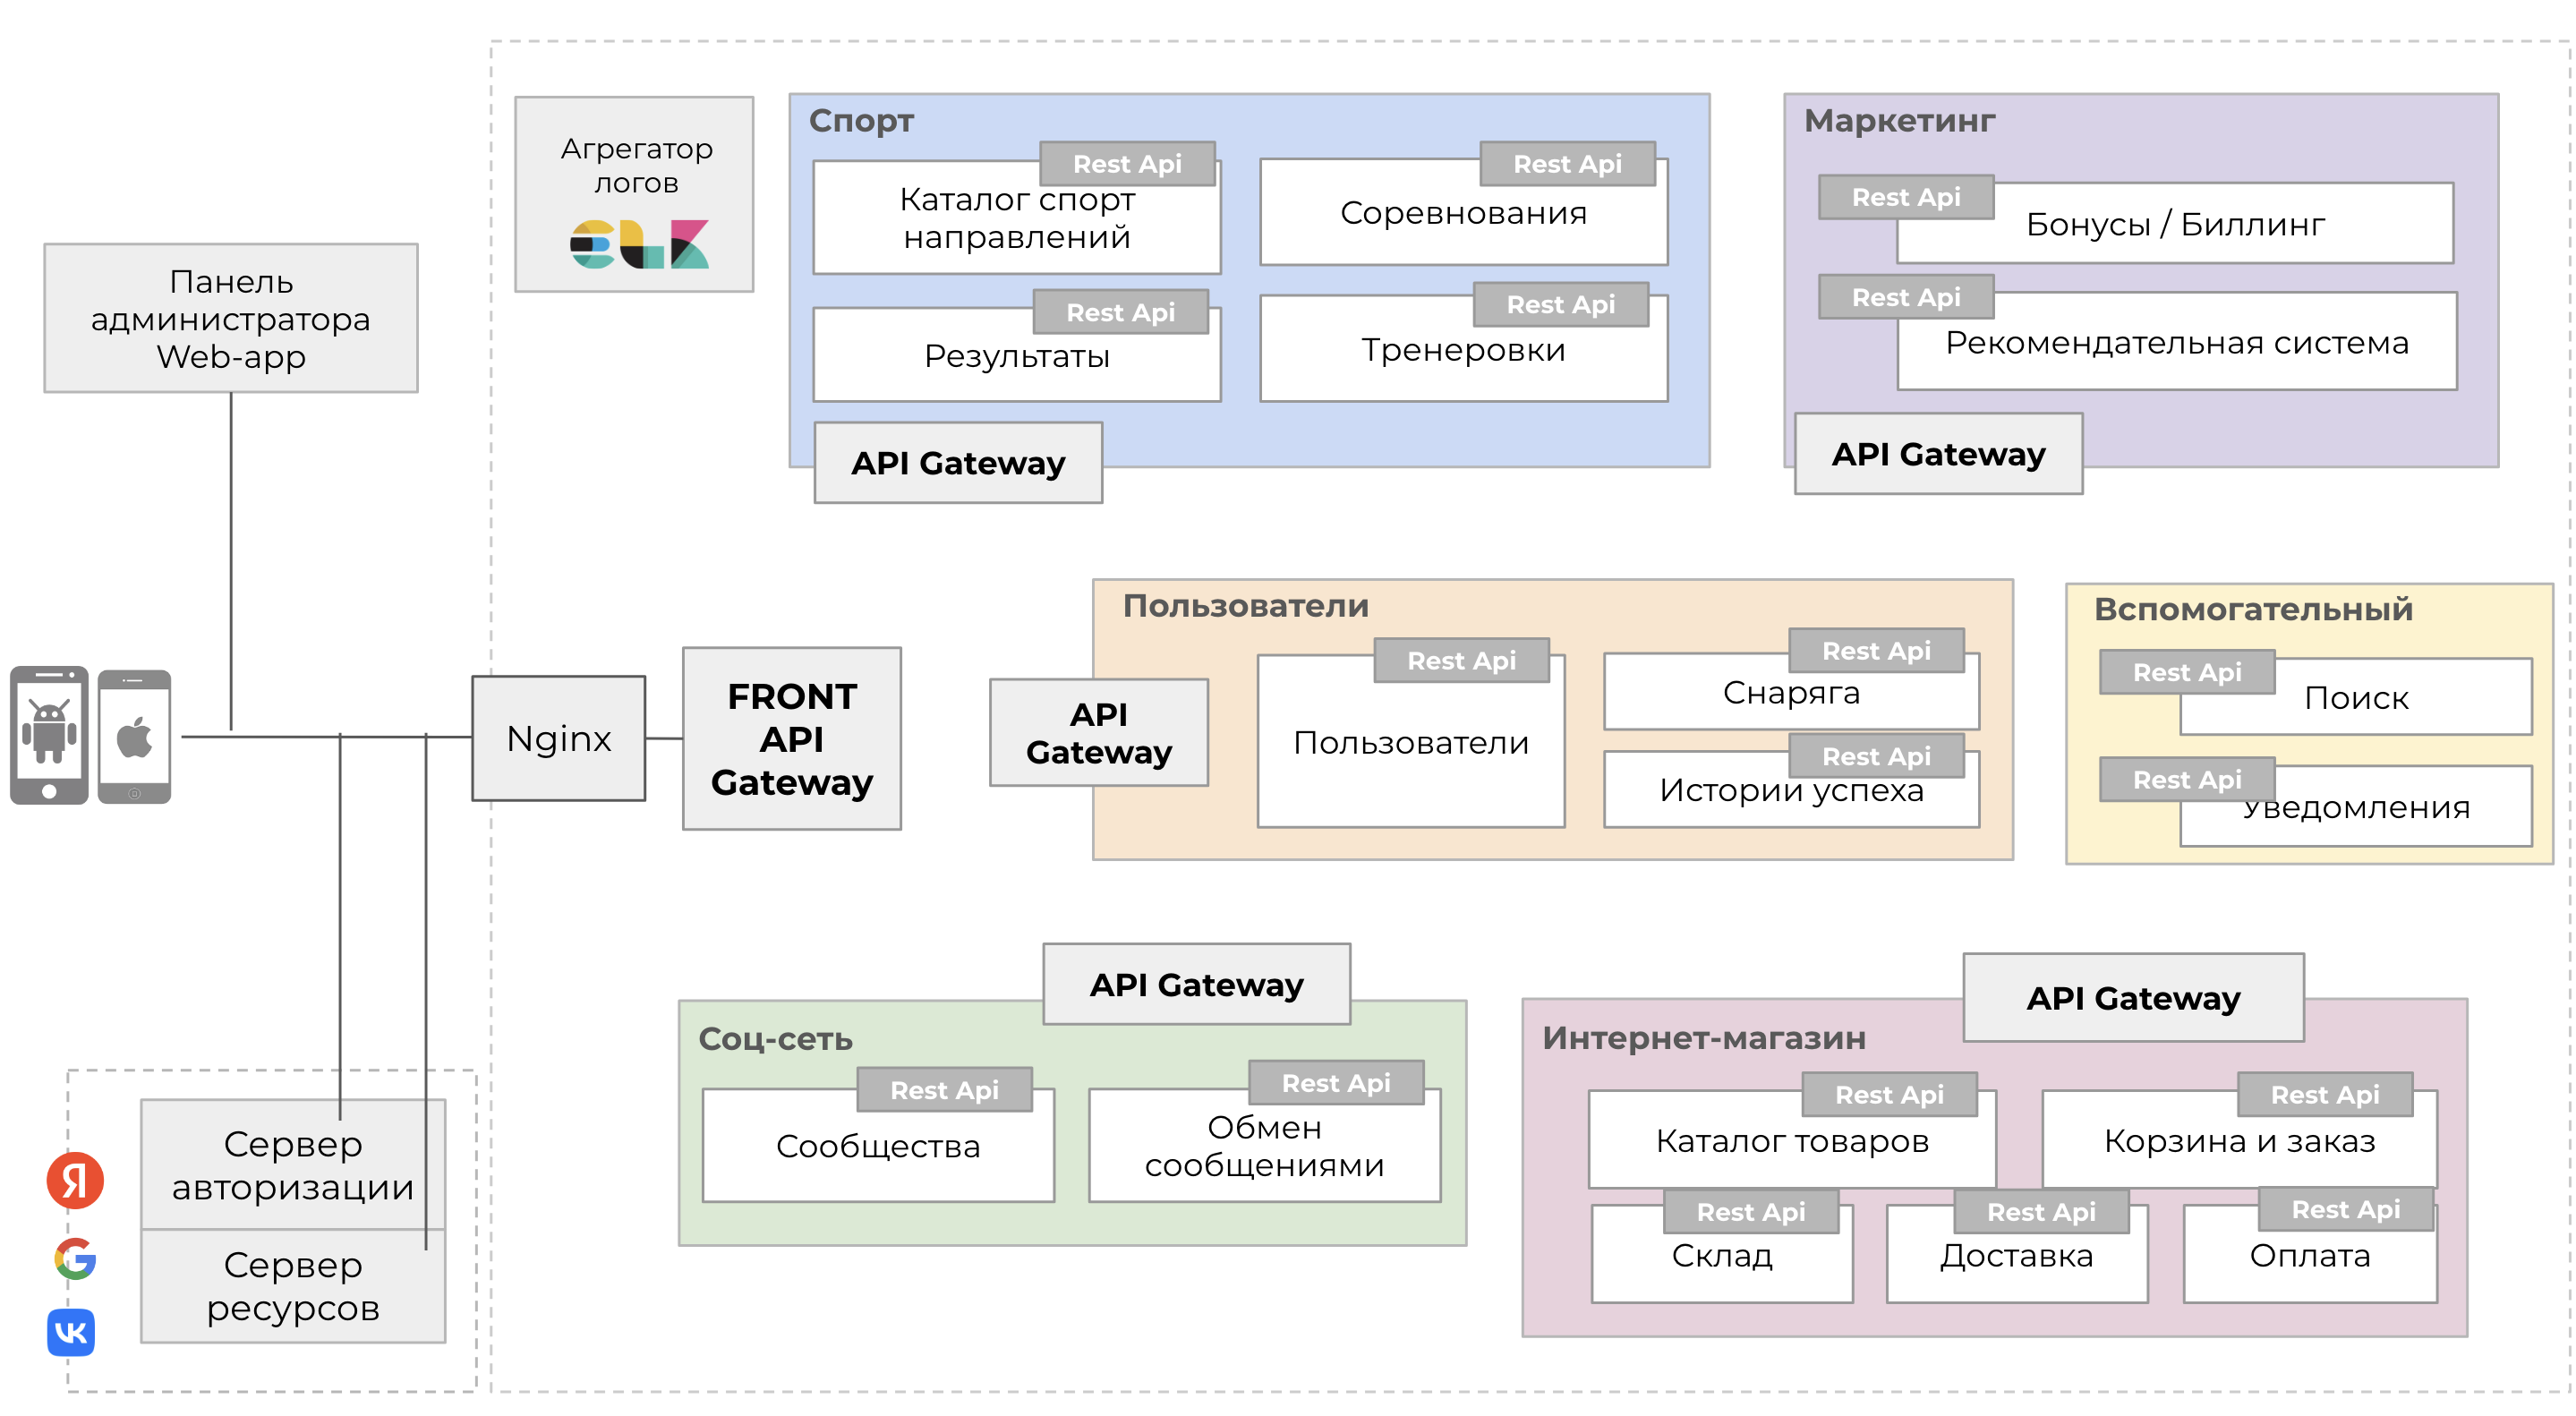 Агрегатор
логов
Панель
администратора
Web-app
Спорт
Rest Api
Каталог спорт
направлений
Rest Api
Соревнования
Rest Api
Результаты
Rest Api
Тренеровки
API Gateway
Маркетинг
Rest Api
Бонусы / Биллинг
Rest Api
Рекомендательная система
API Gateway
Nginx
FRONT
API
Gateway
API
Gateway
Пользователи
Rest Api
Пользователи
Rest Api
Снаряга
Rest Api
Истории успеха
Вспомогательный
Rest Api
Поиск
Rest Api
Уведомления
API Gateway
Соц-сеть
Rest Api
Сообщества
Rest Api
Обмен
сообщениями
API Gateway
Интернет-магазин
Rest Api
Каталог товаров
Rest Api
Корзина и заказ
Rest Api
Склад
Rest Api
Доставка
Rest Api
Оплата
Я
G
VK
Сервер
авторизации
Сервер
ресурсов